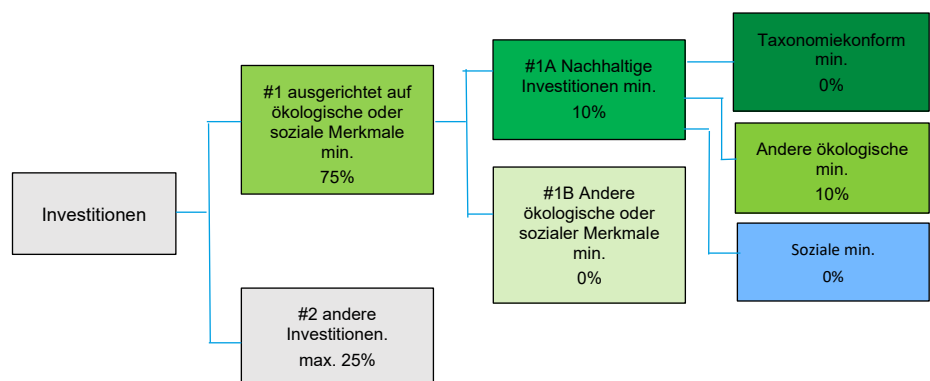 Investitionen
#1 ausgerichtet auf
ökologische oder
soziale Merkmale
min.
75%
#2 andere
Investitionen.
max. 25%
#1A Nachhaltige
Investitionen min.
10%
#1B Andere
ökologische oder
sozialer Merkmale
min.
0%
Taxonomiekonform
min.
0%
Andere ökologische
min.
10%
Soziale min.
0%